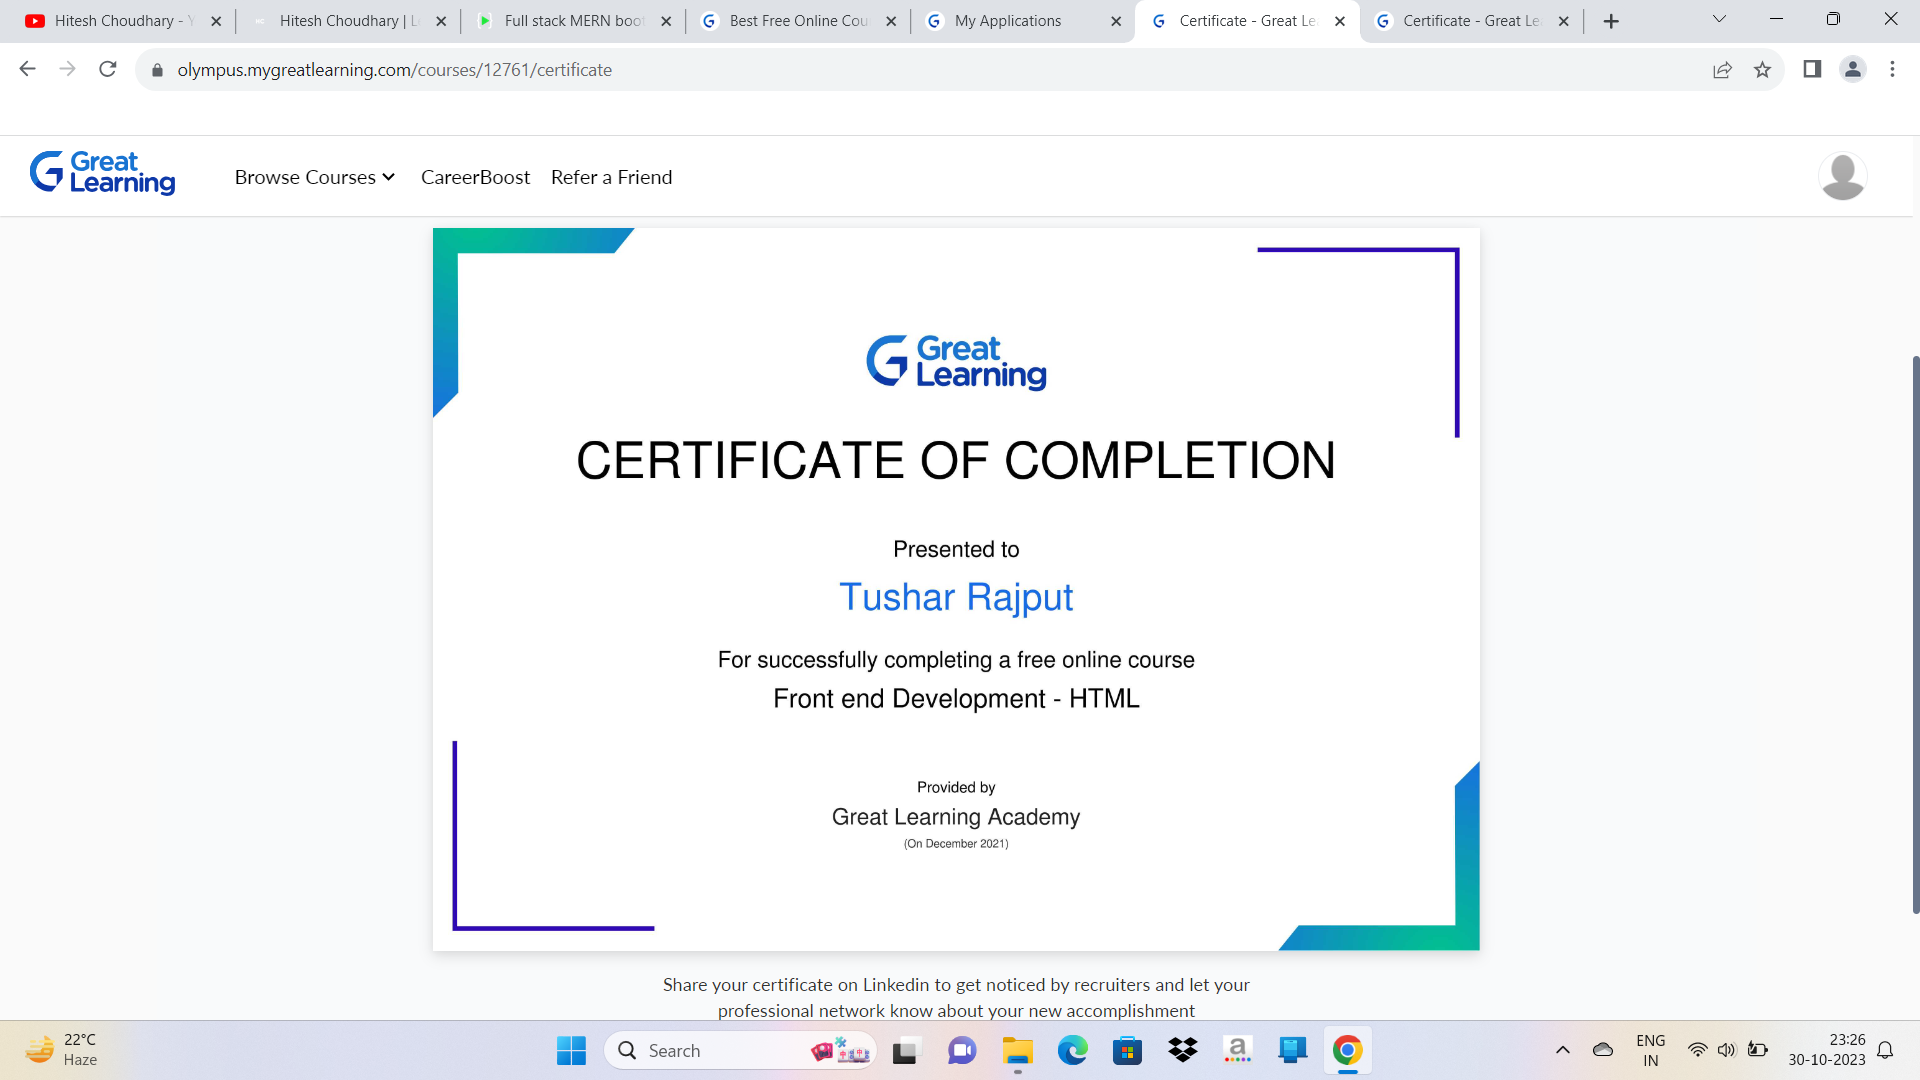 Hitesh Choudhary - Y
Hitesh Choudhary | L
Full stack MERN boo
Best Free Online Cou
My Applications
Certificate - Great Le
Certificate - Great Le
olympus.mygreatlearning.com/courses/12761/certificate
Great Learning
Browse Courses
CareerBoost
Refer a Friend
Great
Learning
CERTIFICATE OF COMPLETION
Presented to
Tushar Rajput
For successfully completing a free online course
Front end Development - HTML
Provided by
Great Learning Academy
(On December 2021)
Share your certificate on Linkedin to get noticed by recruiters and let your
professional network know about your new accomplishment
22°C
Haze
Search
a
ENG
IN
23:26
30-10-2023